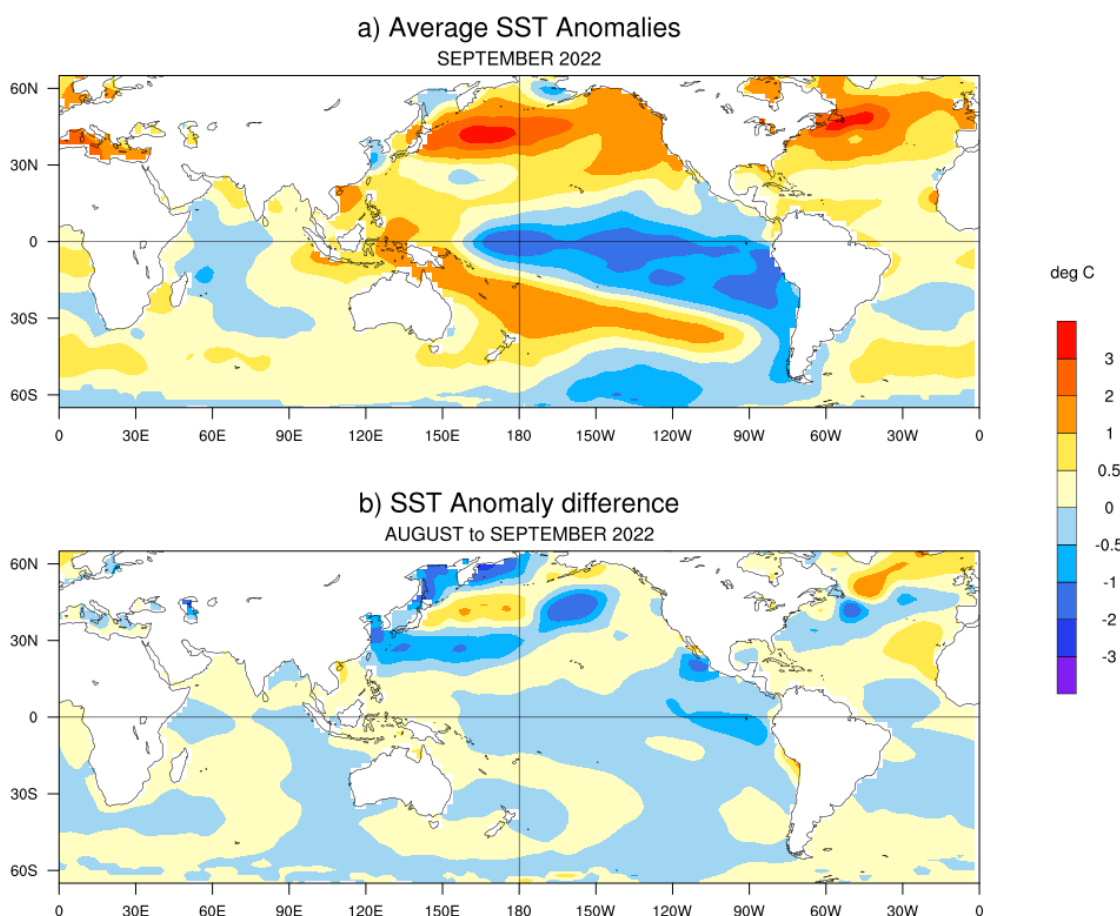 a) Average SST Anomalies
SEPTEMBER 2022
60N
30N
0
30S
60S
0 30E 60E 90E 120E 150E 180 150W 120W 90W 60W 30W 0
deg C
3
2
1
0.5
0
-0.5
-1
-2
-3
b) SST Anomaly difference
AUGUST to SEPTEMBER 2022
60N
30N
0
30S
60S
0 30E 60E 90E 120E 150E 180 150W 120W 90W 60W 30W 0